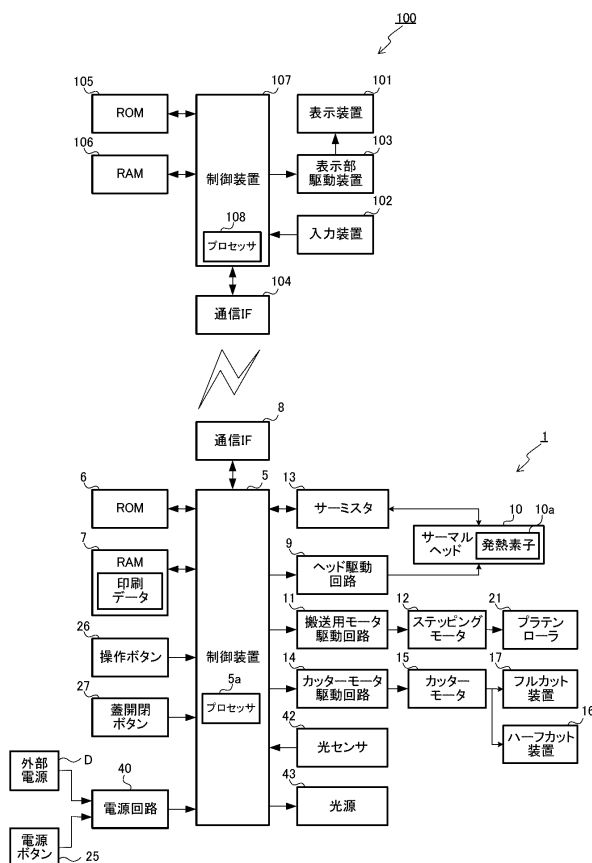 100
105
107
101
ROM
表示装置
106
103
RAM
制御装置
表示部
駆動装置
108
102
プロセッサ
入力装置
104
通信IF
8
通信IF
1
6
5
13
10
10a
ROM
サーミスタ
サーマル
ヘッド
発熱素子
7
9
RAM
印刷
データ
ヘッド駆動
回路
11
12
21
26
搬送用モータ
駆動回路
ステッピング
モータ
プラテン
ローラ
操作ボタン
制御装置
14
15
17
27
5a
カッターモータ
駆動回路
カッター
モータ
フルカット
装置
蓋開閉
ボタン
プロセッサ
42
16
光センサ
ハーフカット
装置
D
40
43
外部
電源
電源回路
光源
電源
ボタン
25